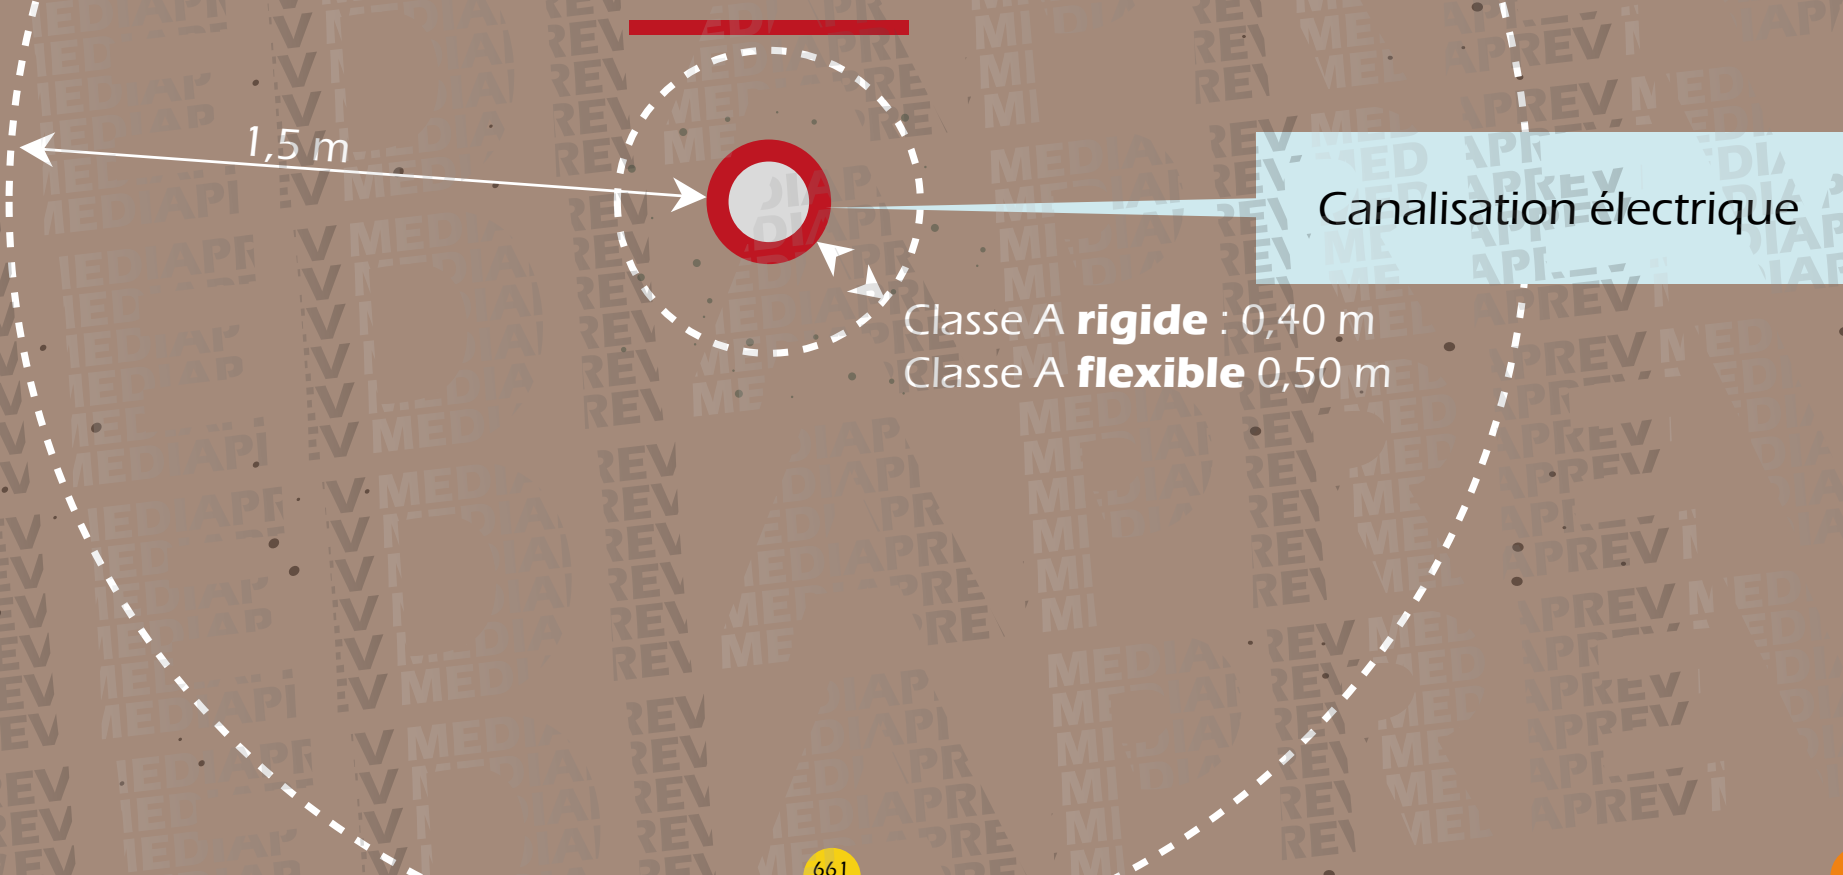 1,5 m
Canalisation électrique
Classe A rigide : 0,40 m
Classe A flexible 0,50 m
661